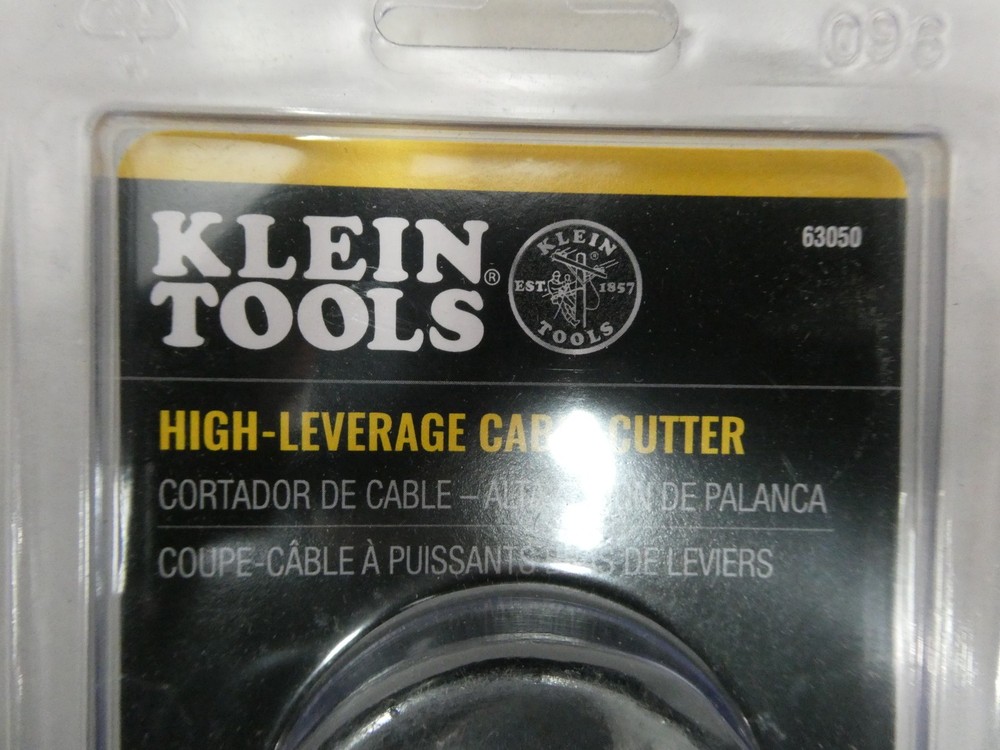 096
KLEIN
TOOLS®
KLEIN
®
EST. 1857
TOOLS
63050
HIGH-LEVERAGE CUTTER
CORTADOR DE CABLE – DE PALANCA
COUPE-CÂBLE À PUISSANTS DE LEVIERS